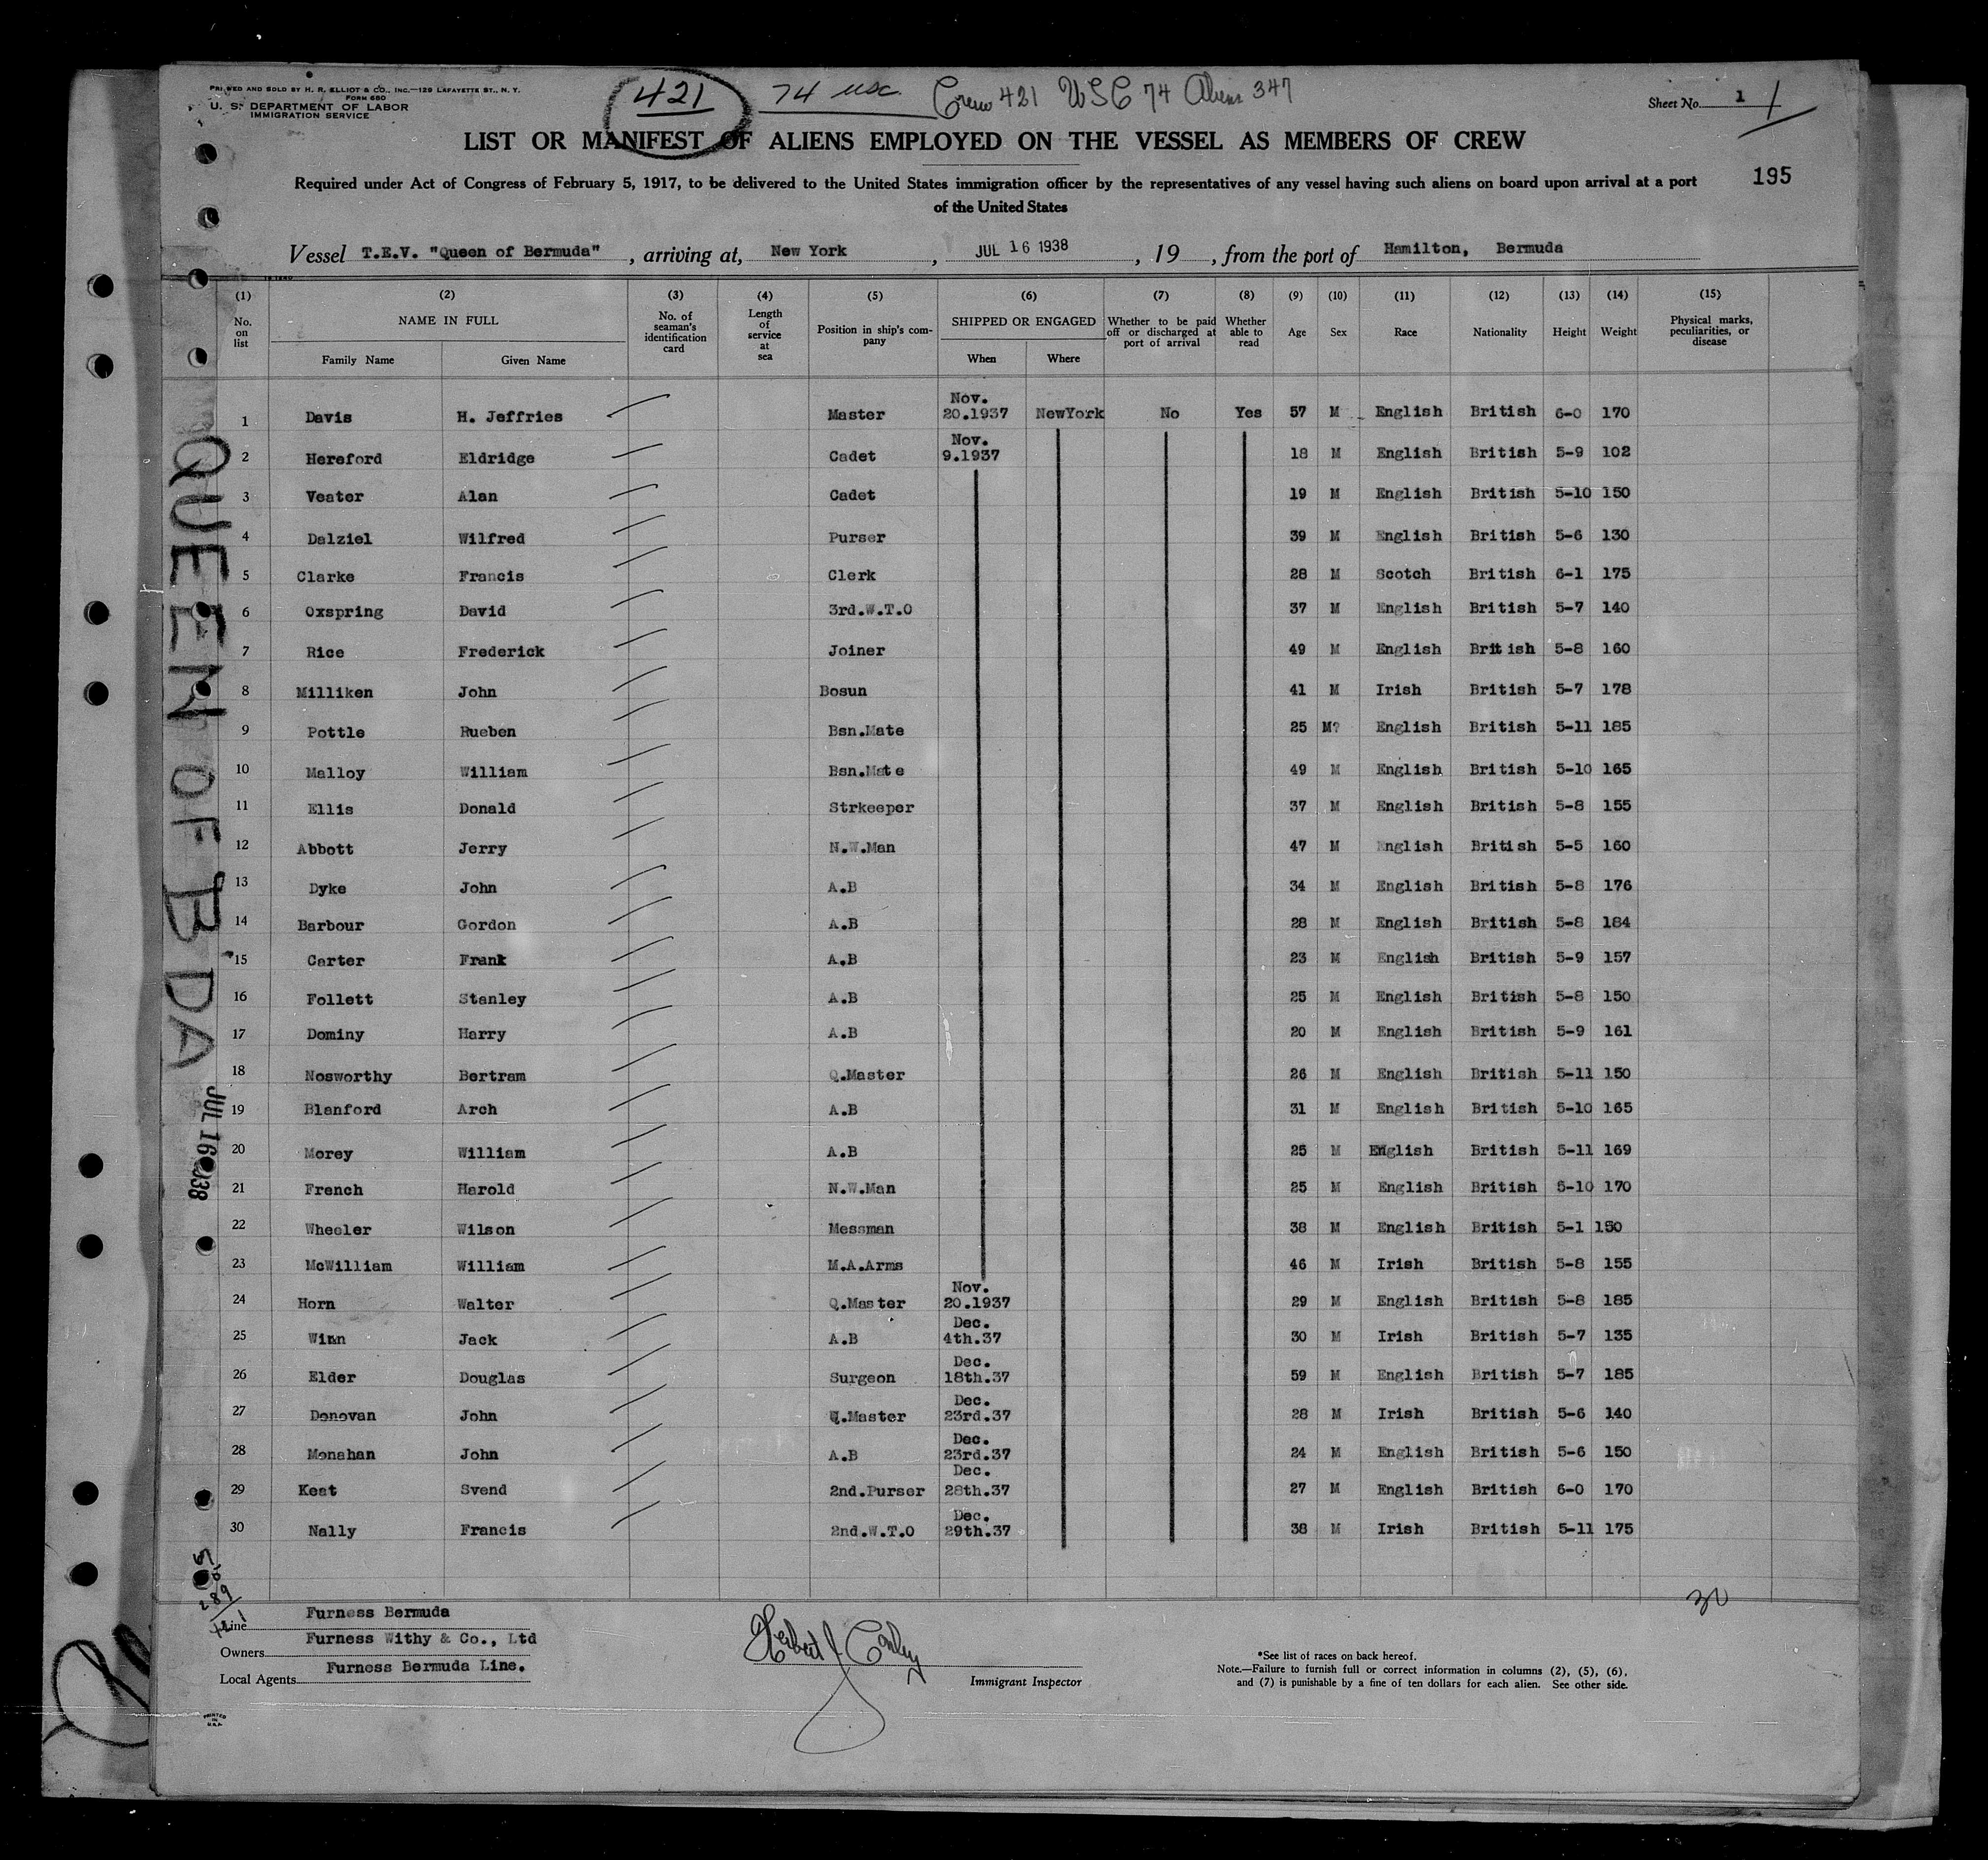 PRINTED AND SOLD BY H. R. ELLIOT & CO., INC.—129 LAFAYETTE ST., N. Y.
FORM 680
U. S. DEPARTMENT OF LABOR
IMMIGRATION SERVICE
421 74 usc. Crew 421 USC 74 Aliens 347
Sheet No. 1 1
LIST OR MANIFEST OF ALIENS EMPLOYED ON THE VESSEL AS MEMBERS OF CREW
195
Required under Act of Congress of February 5, 1917, to be delivered to the United States immigration officer by the representatives of any vessel having such aliens on board upon arrival at a port
of the United States
Vessel T.E.V. "Queen of Bermuda", arriving at, New York, JUL 16 1938, 19 , from the port of Hamilton, Bermuda
(1) (2) (3) (4) (5) (6) (7) (8) (9) (10) (11) (12) (13) (14) (15)
No. on list NAME IN FULL Family Name Given Name No. of seaman's identification card Length of service at sea Position in ship's company SHIPPED OR ENGAGED When Where Whether to be paid off or discharged at port of arrival Whether able to read Age Sex Race Nationality Height Weight Physical marks, peculiarities, or disease
1 Davis H. Jeffries Master Nov. 20.1937 NewYork No Yes 57 M English British 6-0 170
2 Hereford Eldridge Cadet Nov. 9.1937 18 M English British 5-9 102
3 Veater Alan Cadet 19 M English British 5-10 150
4 Dalziel Wilfred Purser 39 M English British 5-6 130
5 Clarke Francis Clerk 28 M Scotch British 6-1 175
6 Oxspring David 3rd.W.T.O 37 M English British 5-7 140
7 Rice Frederick Joiner 49 M English British 5-8 160
8 Milliken John Bosun 41 M Irish British 5-7 178
9 Pottle Rueben Bsn.Mate 25 M? English British 5-11 185
10 Malloy William Bsn.Mate 49 M English British 5-10 165
11 Ellis Donald Strkeeper 37 M English British 5-8 155
12 Abbott Jerry N.W.Man 47 M English British 5-5 160
13 Dyke John A.B 34 M English British 5-8 176
14 Barbour Gordon A.B 28 M English British 5-8 184
15 Carter Frank A.B 23 M English British 5-9 157
16 Follett Stanley A.B 25 M English British 5-8 150
17 Dominy Harry A.B 20 M English British 5-9 161
18 Nosworthy Bertram Q.Master 26 M English British 5-11 150
19 Blanford Arch A.B 31 M English British 5-10 165
20 Morey William A.B 25 M English British 5-11 169
21 French Harold N.W.Man 25 M English British 5-10 170
22 Wheeler Wilson Messman 38 M English British 5-1 150
23 McWilliam William M.A.Arms 46 M Irish British 5-8 155
24 Horn Walter Q.Master Nov. 20.1937 29 M English British 5-8 185
25 Winn Jack A.B Dec. 4th.37 30 M Irish British 5-7 135
26 Elder Douglas Surgeon Dec. 18th.37 59 M English British 5-7 185
27 Donovan John Q.Master Dec. 23rd.37 28 M Irish British 5-6 140
28 Monahan John A.B Dec. 23rd.37 24 M English British 5-6 150
29 Keat Svend 2nd.Purser Dec. 28th.37 27 M English British 6-0 170
30 Nally Francis 2nd.W.T.O Dec. 29th.37 38 M Irish British 5-11 175
QUEEN OF B'DA
JUL 16 1938
30
289
421
Line Furness Bermuda
Owners Furness Withy & Co., Ltd
Local Agents Furness Bermuda Line.
Herbert J. Conley
Immigrant Inspector
*See list of races on back hereof.
Note.—Failure to furnish full or correct information in columns (2), (5), (6),
and (7) is punishable by a fine of ten dollars for each alien. See other side.
PRINTED IN U.S.A.